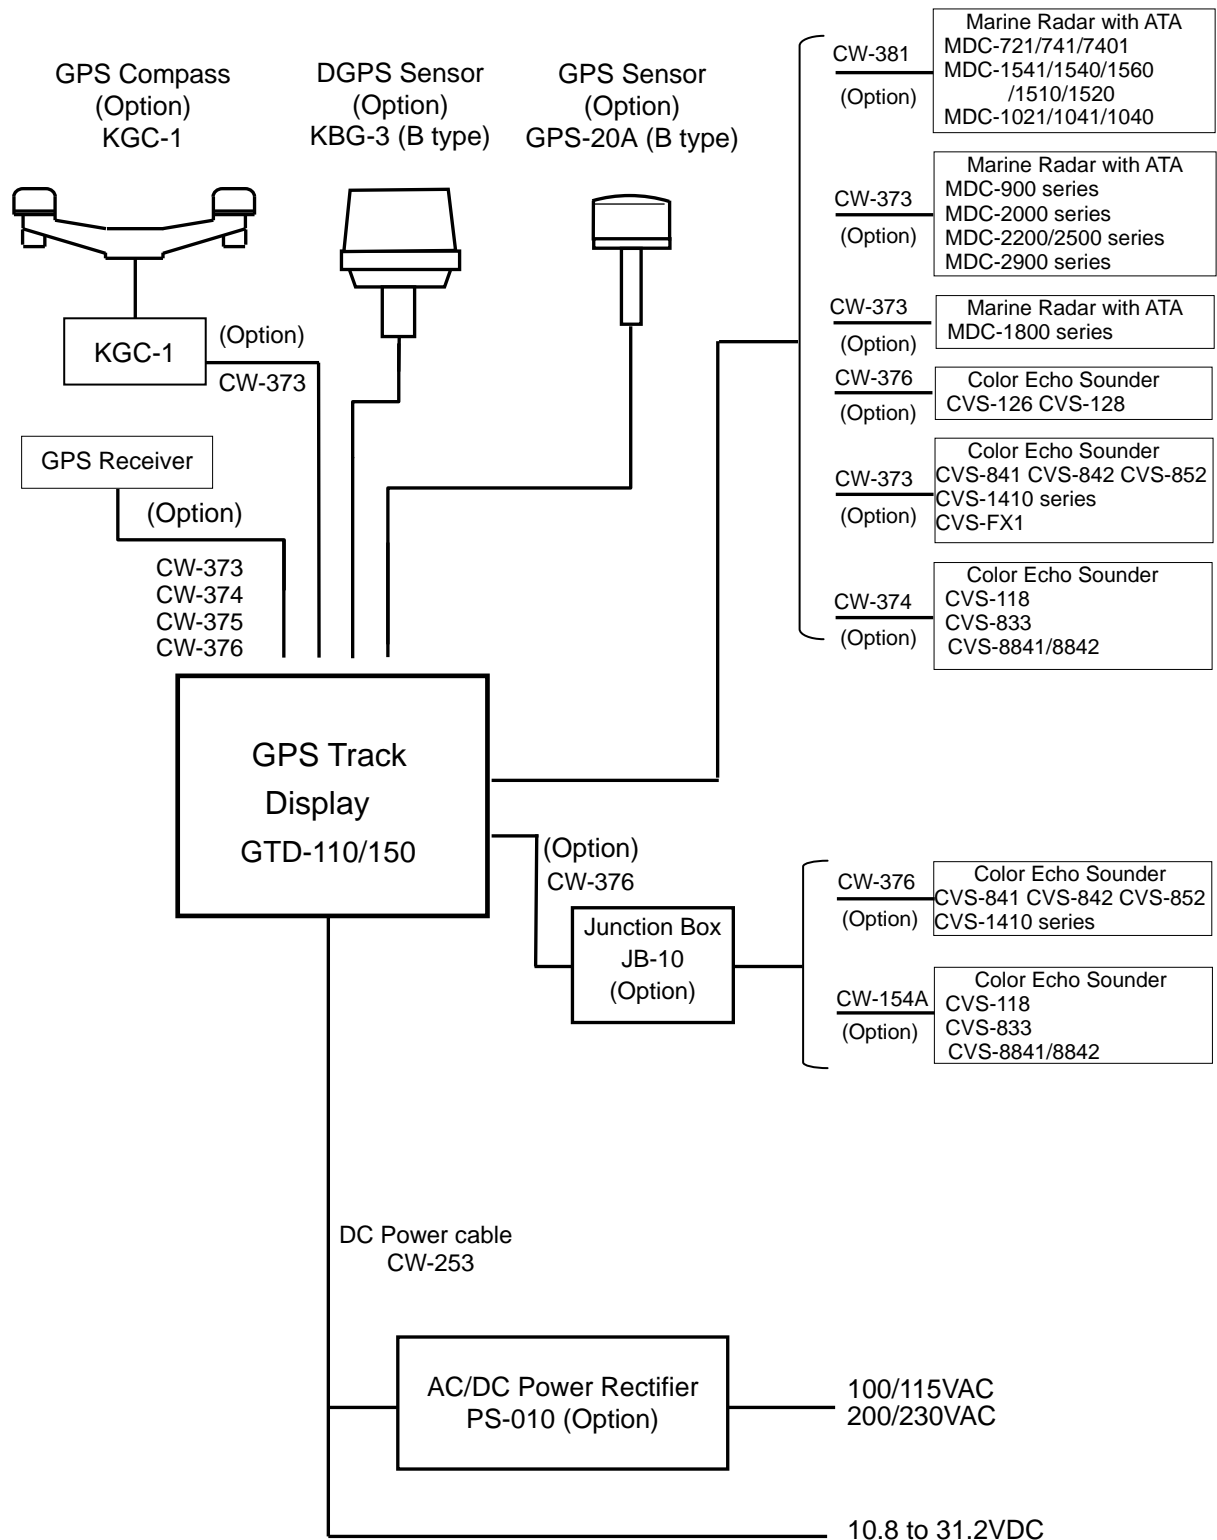 GPS Compass
(Option)
KGC-1
DGPS Sensor
(Option)
KBG-3 (B type)
GPS Sensor
(Option)
GPS-20A (B type)
KGC-1
(Option)
CW-373
GPS Receiver
(Option)
CW-373
CW-374
CW-375
CW-376
GPS Track
Display
GTD-110/150
CW-381
(Option)
Marine Radar with ATA
MDC-721/741/7401
MDC-1541/1540/1560
/1510/1520
MDC-1021/1041/1040
CW-373
(Option)
Marine Radar with ATA
MDC-900 series
MDC-2000 series
MDC-2200/2500 series
MDC-2900 series
CW-373
(Option)
Marine Radar with ATA
MDC-1800 series
CW-376
(Option)
Color Echo Sounder
CVS-126 CVS-128
CW-373
(Option)
Color Echo Sounder
CVS-841 CVS-842 CVS-852
CVS-1410 series
CVS-FX1
CW-374
(Option)
Color Echo Sounder
CVS-118
CVS-833
CVS-8841/8842
(Option)
CW-376
Junction Box
JB-10
(Option)
CW-376
(Option)
Color Echo Sounder
CVS-841 CVS-842 CVS-852
CVS-1410 series
CW-154A
(Option)
Color Echo Sounder
CVS-118
CVS-833
CVS-8841/8842
DC Power cable
CW-253
AC/DC Power Rectifier
PS-010 (Option)
100/115VAC
200/230VAC
10.8 to 31.2VDC